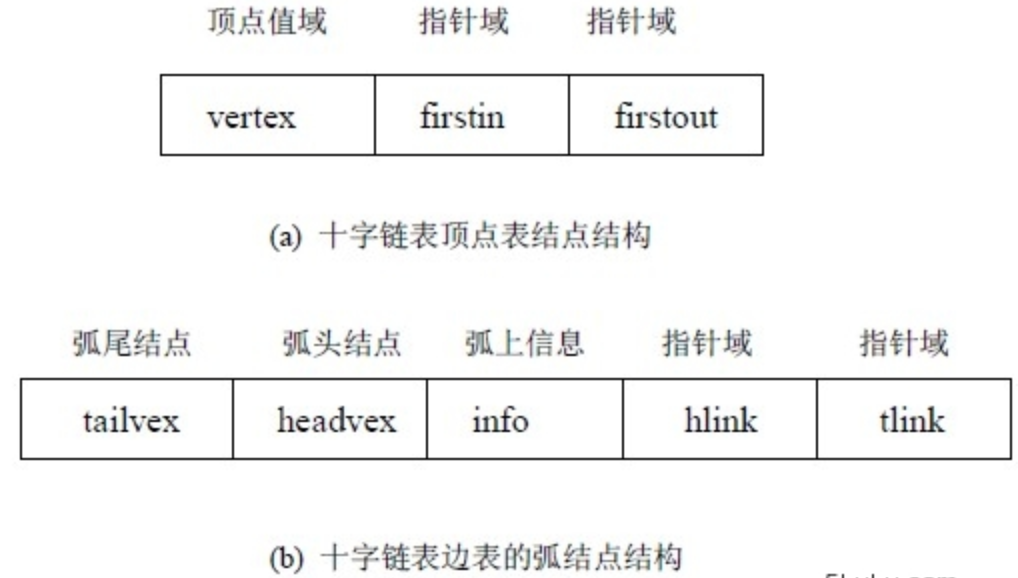 顶点值域 指针域 指针域
vertex firstin firstout
(a) 十字链表顶点表结点结构
弧尾结点 弧头结点 弧上信息 指针域 指针域
tailvex headvex info hlink tlink
(b) 十字链表边表的弧结点结构